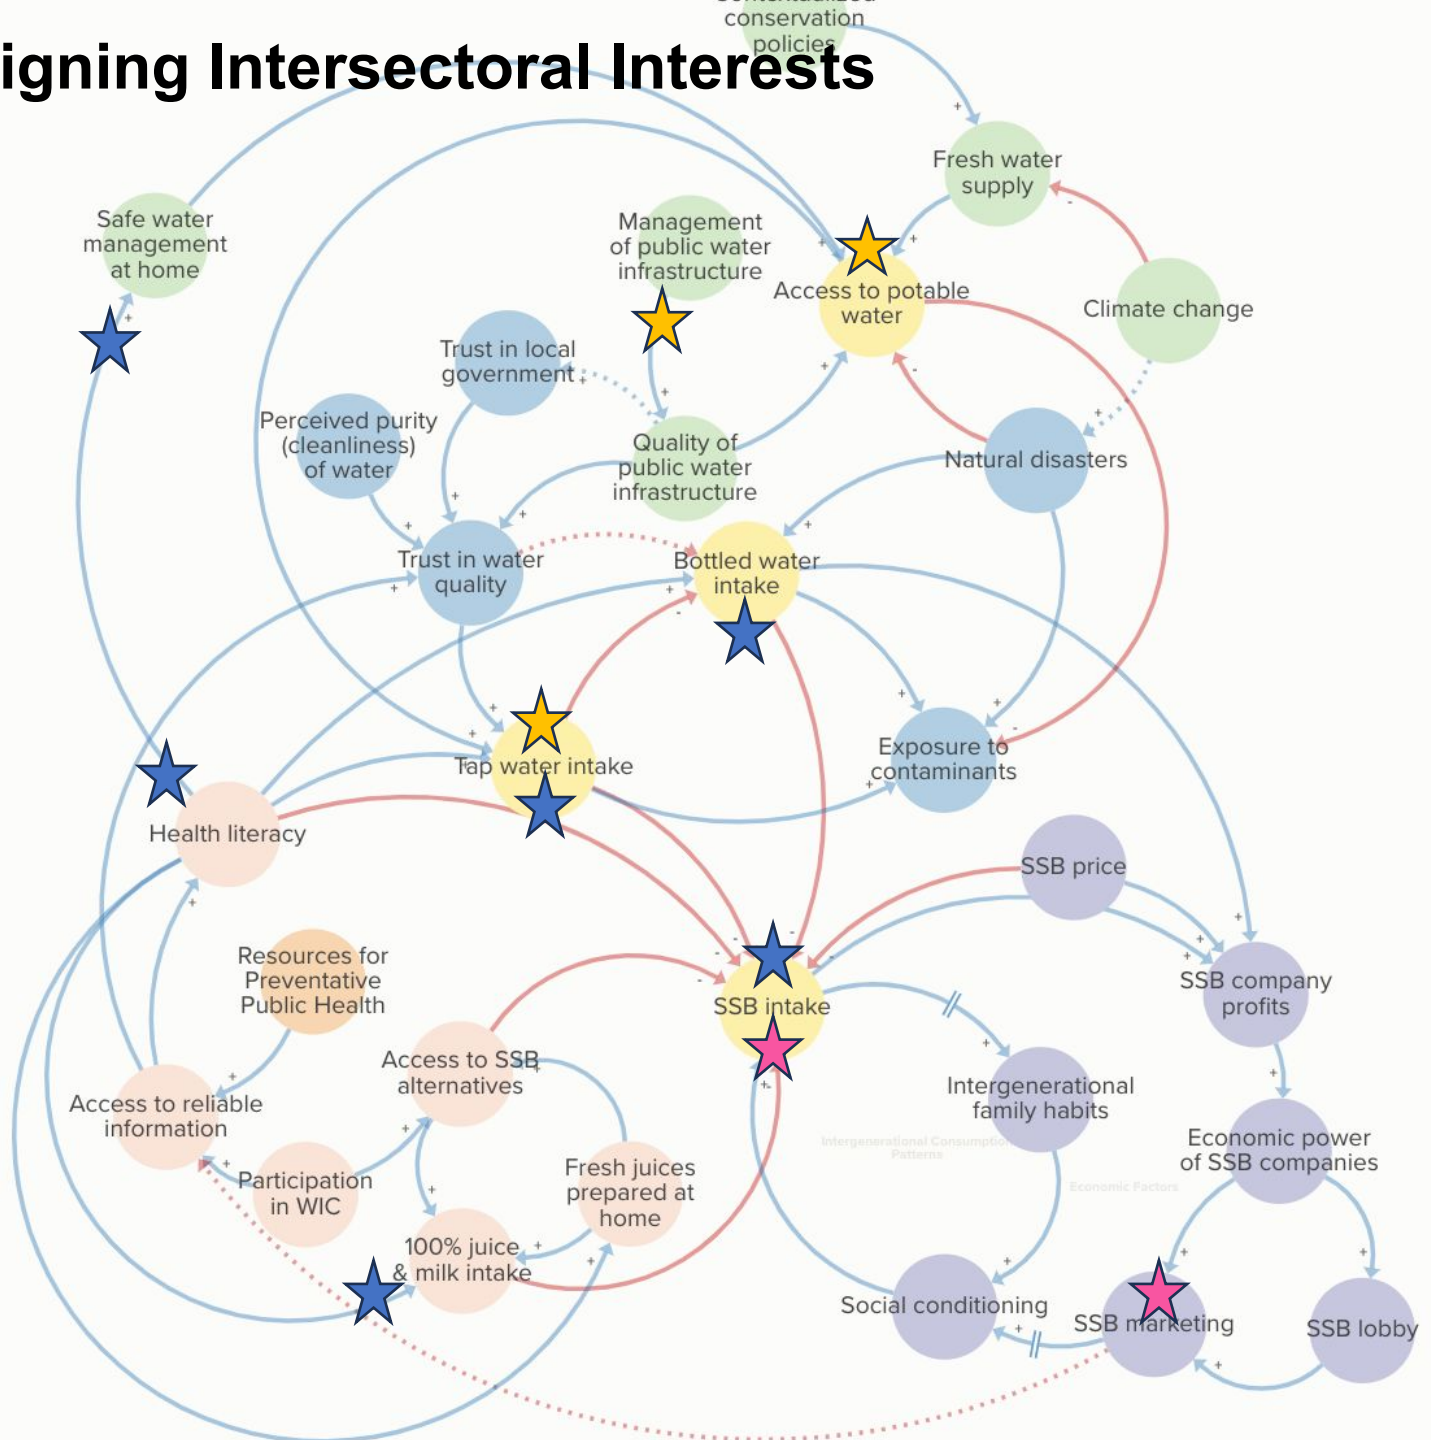 conservation
policies
igning Intersectoral Interests
Fresh water
supply
Safe water
management
at home
Management
of public water
infrastructure
Access to potable
water
Climate change
Trust in local
government
Perceived purity
(cleanliness)
of water
Quality of
public water
infrastructure
Natural disasters
Trust in water
quality
Bottled water
intake
Tap water intake
Exposure to
contaminants
Health literacy
SSB price
Resources for
Preventative
Public Health
SSB intake
SSB company
profits
Access to SSB
alternatives
Intergenerational
family habits
Access to reliable
information
Intergenerational Consumption
Patterns
Economic power
of SSB companies
Participation
in WIC
Fresh juices
prepared at
home
Economic Factors
100% juice
& milk intake
Social conditioning
SSB marketing
SSB lobby